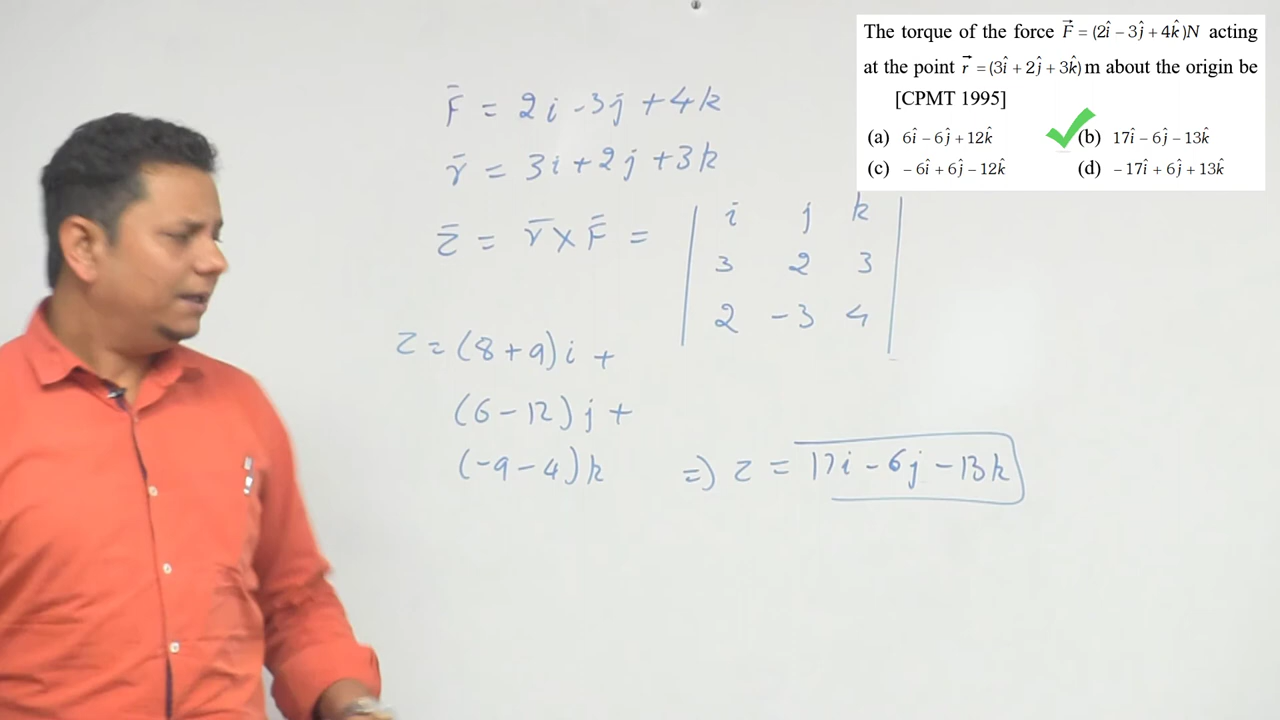 The torque of the force F⃗ = (2î − 3ĵ + 4k̂)N acting
at the point r⃗ = (3î + 2ĵ + 3k̂) m about the origin be
[CPMT 1995]
(a) 6î − 6ĵ + 12k̂ (b) 17î − 6ĵ − 13k̂
(c) − 6î + 6ĵ − 12k̂ (d) − 17î + 6ĵ + 13k̂
F̄ = 2i - 3j + 4k
r̄ = 3i + 2j + 3k
τ̄ = r̄ × F̄ = | i j k |
3 2 3
2 -3 4
τ = (8+9)i +
(6-12)j +
(-9-4)k ⇒ τ = 17i - 6j - 13k